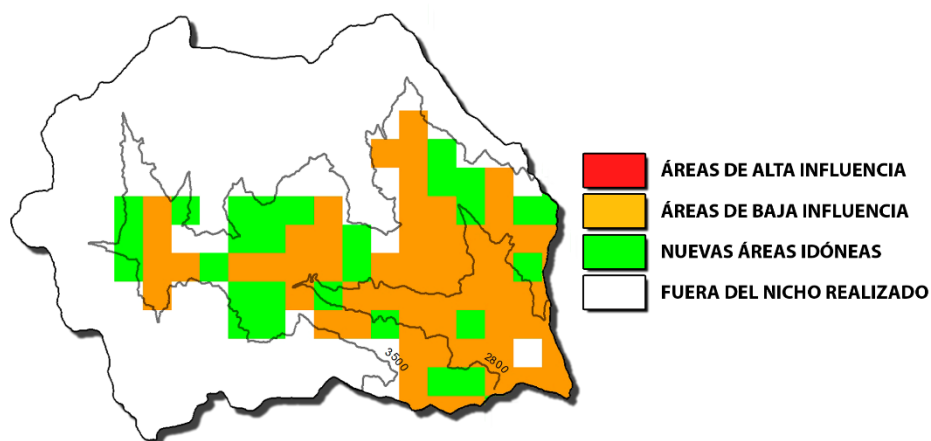 ÁREAS DE ALTA INFLUENCIA
ÁREAS DE BAJA INFLUENCIA
NUEVAS ÁREAS IDÓNEAS
FUERA DEL NICHO REALIZADO
3500
2800